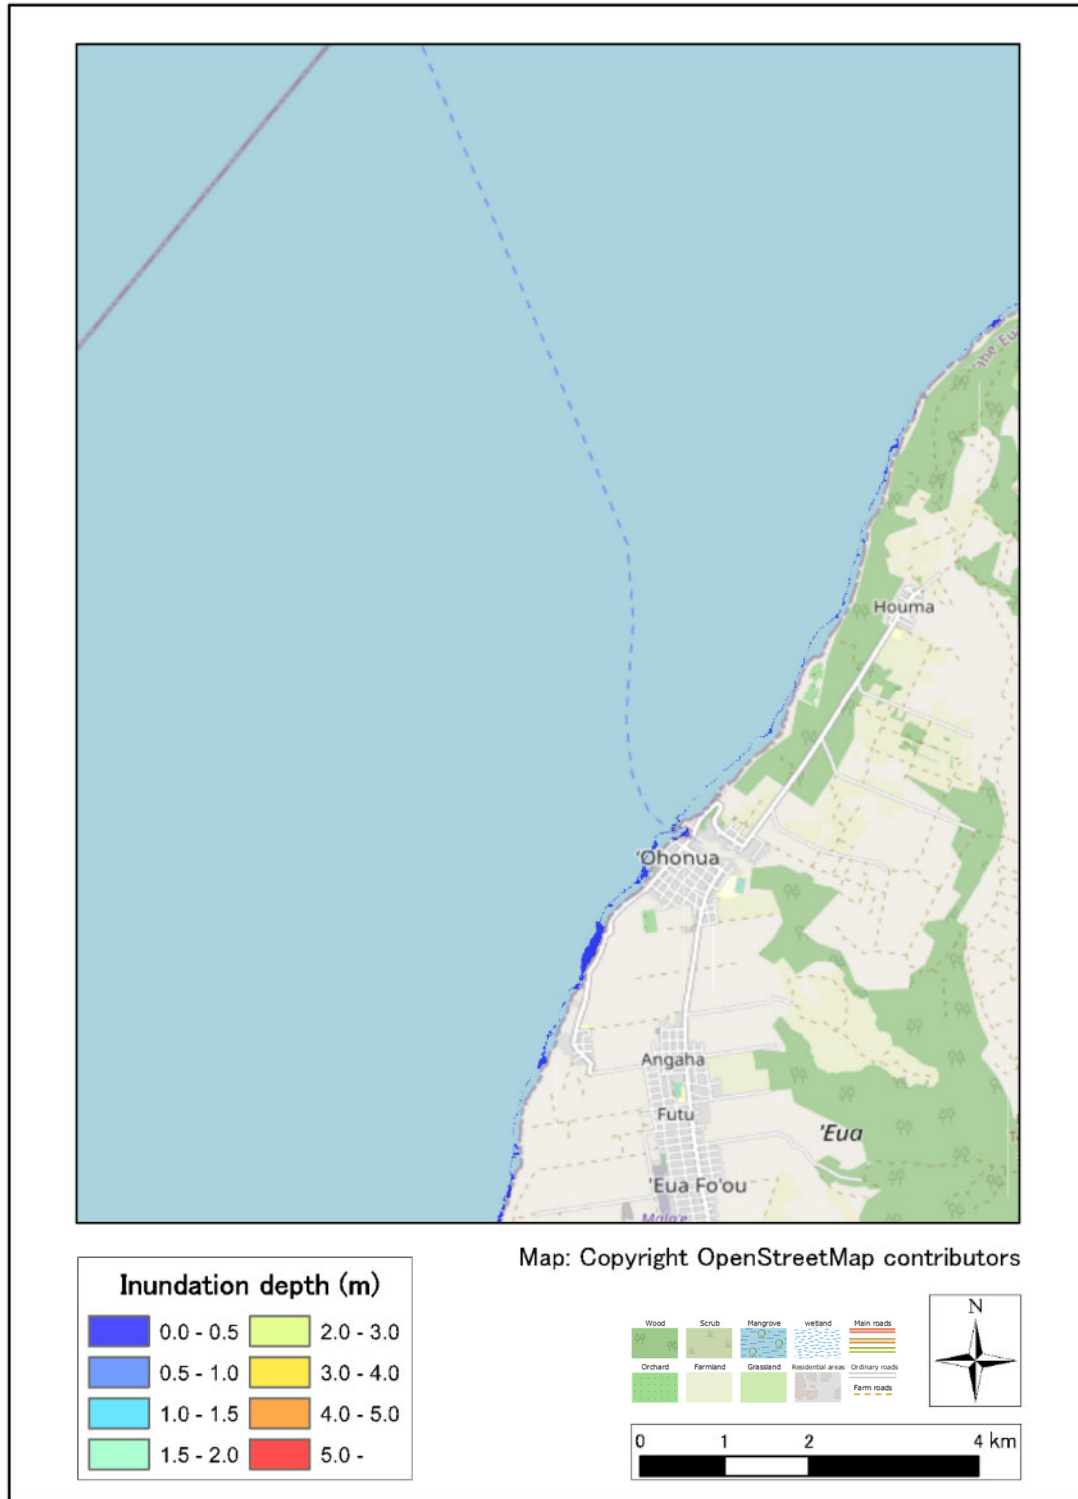 'ahe 'Eu
Houma
'Ohonua
Angaha
Futu
'Eua
'Eua Fo'ou
Mala'e
Map: Copyright OpenStreetMap contributors
Inundation depth (m)
0.0 - 0.5
2.0 - 3.0
0.5 - 1.0
3.0 - 4.0
1.0 - 1.5
4.0 - 5.0
1.5 - 2.0
5.0 -
Wood
Scrub
Mangrove
wetland
Main roads
Orchard
Farmland
Grassland
Residential areas
Ordinary roads
Farm roads
N
0 1 2 4 km